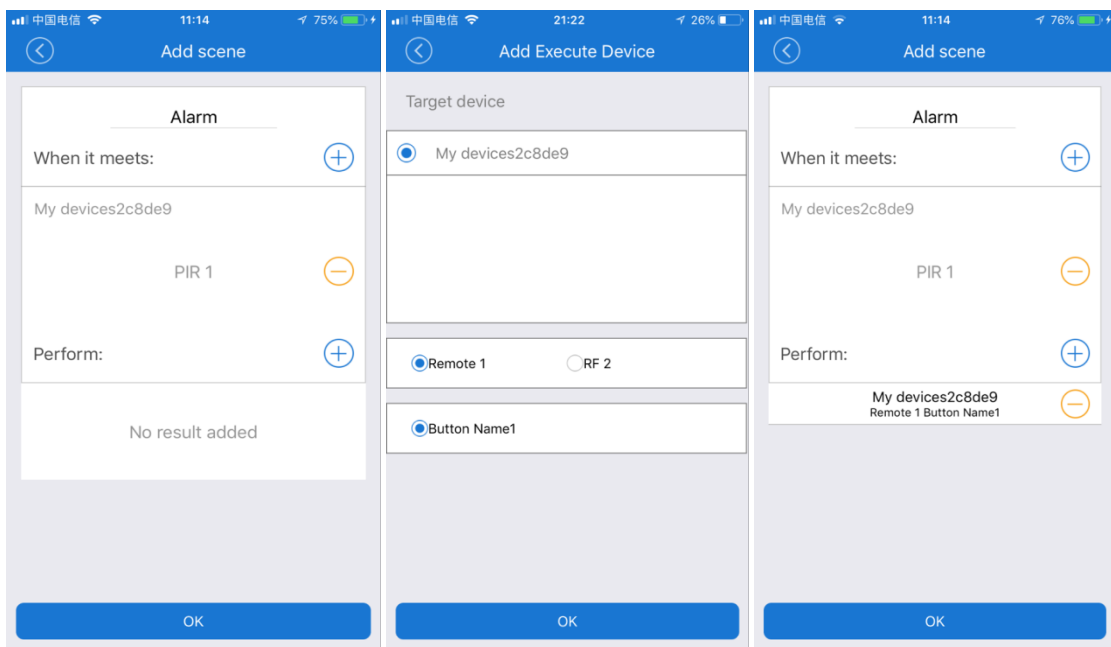 中国电信 11:14 75%
Add scene
Alarm
When it meets:
My devices2c8de9
PIR 1
Perform:
No result added
OK
中国电信 21:22 26%
Add Execute Device
Target device
My devices2c8de9
Remote 1 RF 2
Button Name1
OK
中国电信 11:14 76%
Add scene
Alarm
When it meets:
My devices2c8de9
PIR 1
Perform:
My devices2c8de9
Remote 1 Button Name1
OK